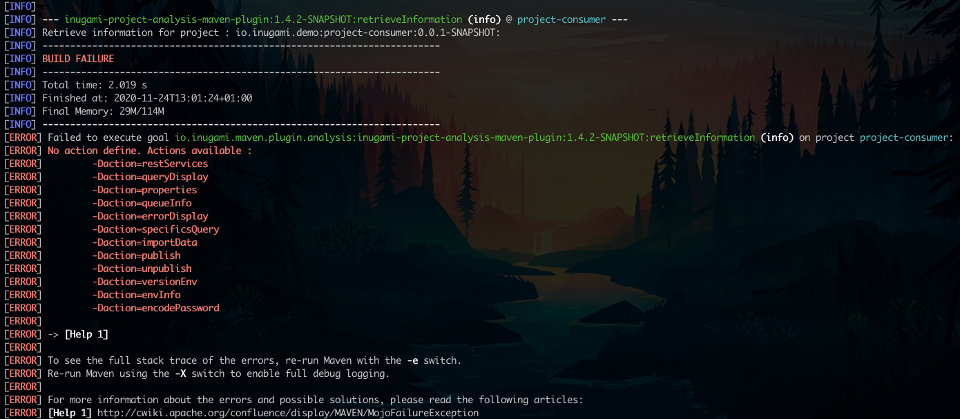 [INFO]
[INFO] --- inugami-project-analysis-maven-plugin:1.4.2-SNAPSHOT:retrieveInformation (info) @ project-consumer ---
[INFO] Retrieve information for project : io.inugami.demo:project-consumer:0.0.1-SNAPSHOT:
[INFO] ------------------------------------------------------------------------
[INFO] BUILD FAILURE
[INFO] ------------------------------------------------------------------------
[INFO] Total time: 2.019 s
[INFO] Finished at: 2020-11-24T13:01:24+01:00
[INFO] Final Memory: 29M/114M
[INFO] ------------------------------------------------------------------------
[ERROR] Failed to execute goal io.inugami.maven.plugin.analysis:inugami-project-analysis-maven-plugin:1.4.2-SNAPSHOT:retrieveInformation (info) on project project-consumer:
[ERROR] No action define. Actions available :
[ERROR] -Daction=restServices
[ERROR] -Daction=queryDisplay
[ERROR] -Daction=properties
[ERROR] -Daction=queueInfo
[ERROR] -Daction=errorDisplay
[ERROR] -Daction=specificsQuery
[ERROR] -Daction=importData
[ERROR] -Daction=publish
[ERROR] -Daction=unpublish
[ERROR] -Daction=versionEnv
[ERROR] -Daction=envInfo
[ERROR] -Daction=encodePassword
[ERROR]
[ERROR] -> [Help 1]
[ERROR]
[ERROR] To see the full stack trace of the errors, re-run Maven with the -e switch.
[ERROR] Re-run Maven using the -X switch to enable full debug logging.
[ERROR]
[ERROR] For more information about the errors and possible solutions, please read the following articles:
[ERROR] [Help 1] http://cwiki.apache.org/confluence/display/MAVEN/MojoFailureException